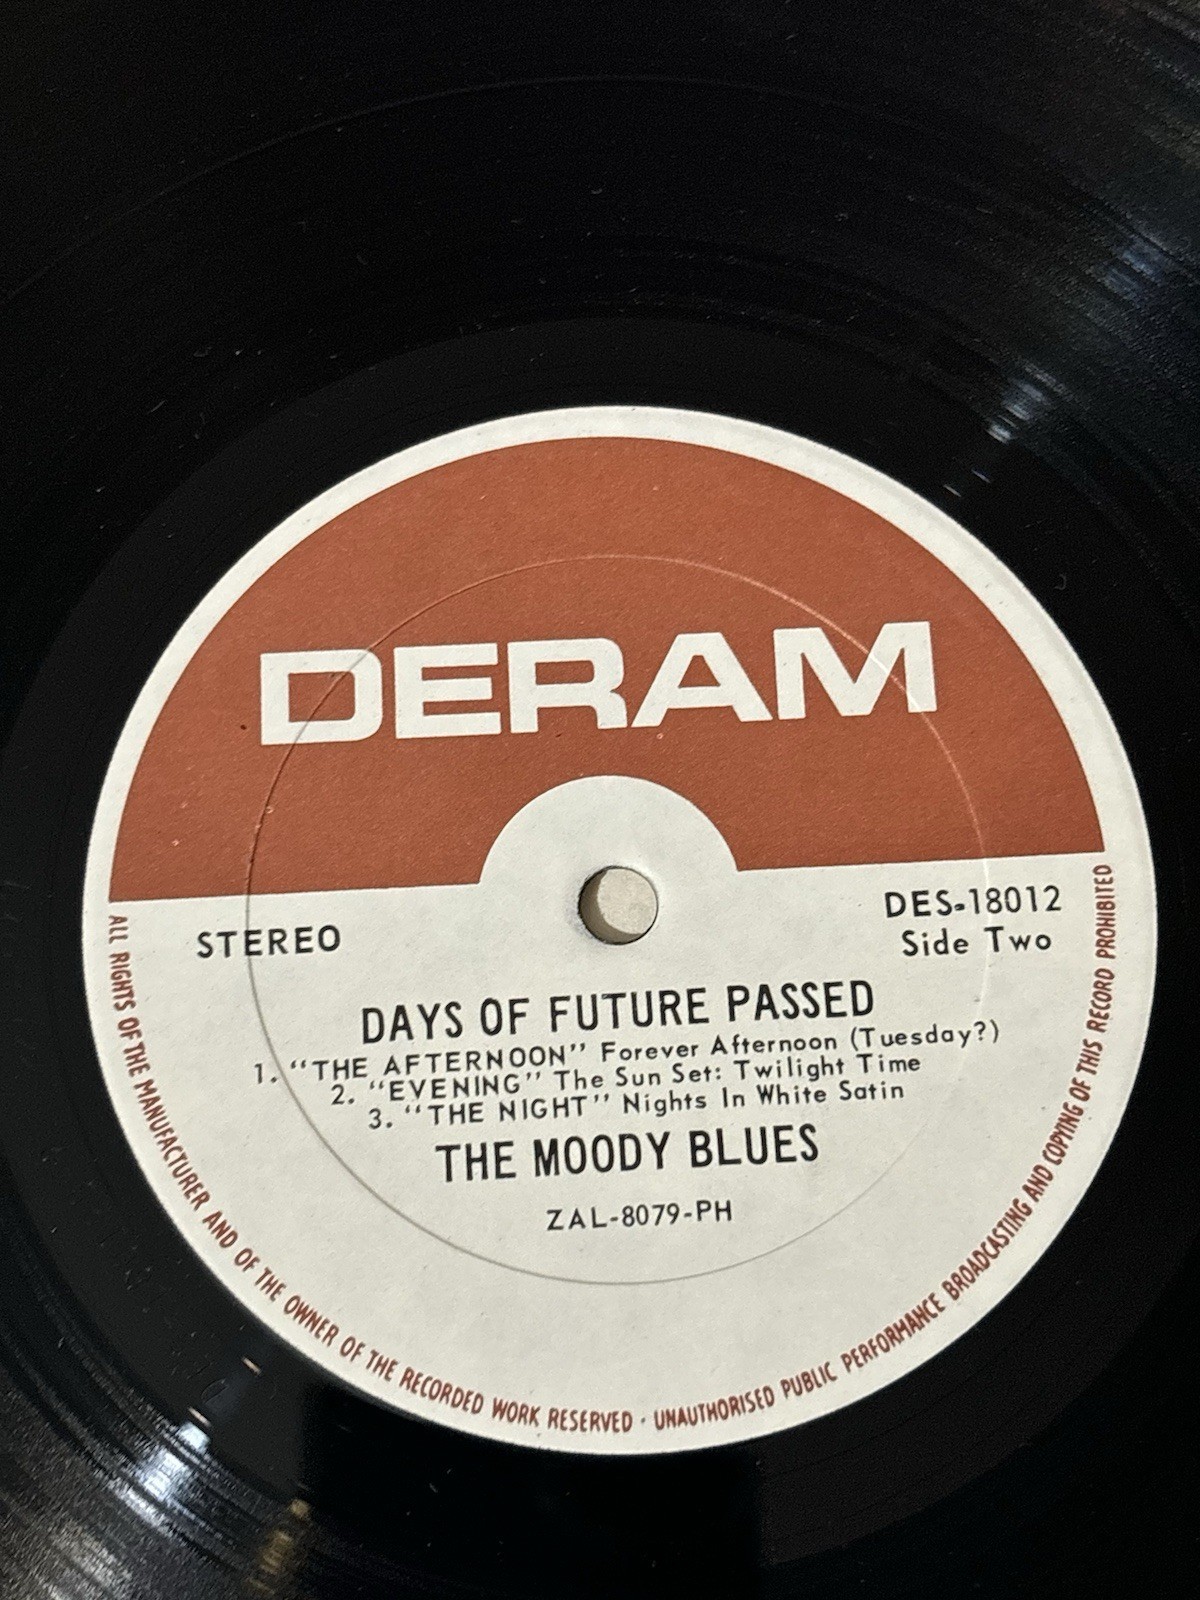 DERAM
STEREO
DES-18012
Side Two
DAYS OF FUTURE PASSED
1. "THE AFTERNOON" Forever Afternoon (Tuesday?)
2. "EVENING" The Sun Set: Twilight Time
3. "THE NIGHT" Nights In White Satin
THE MOODY BLUES
ZAL-8079-PH
ALL RIGHTS OF THE MANUFACTURER AND OF THE OWNER OF THE RECORDED WORK RESERVED · UNAUTHORISED PUBLIC PERFORMANCE BROADCASTING AND COPYING OF THIS RECORD PROHIBITED